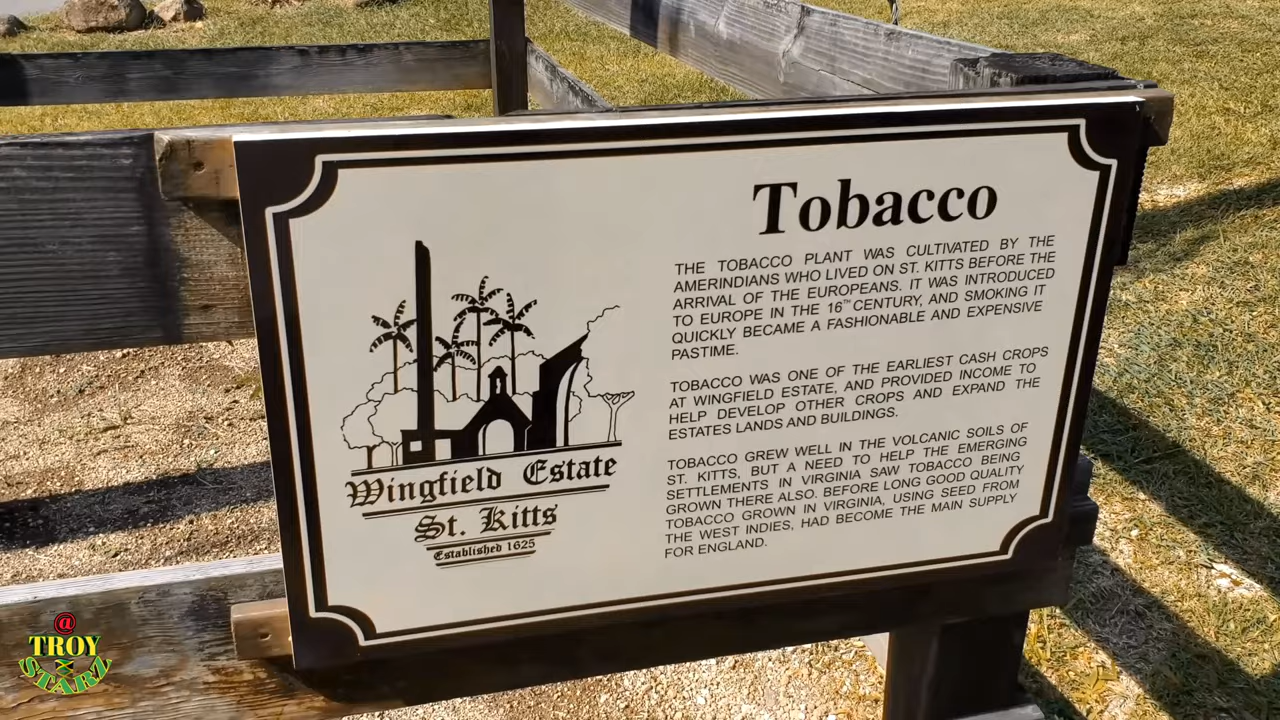 Tobacco
THE TOBACCO PLANT WAS CULTIVATED BY THE
AMERINDIANS WHO LIVED ON ST. KITTS BEFORE THE
ARRIVAL OF THE EUROPEANS. IT WAS INTRODUCED
TO EUROPE IN THE 16™ CENTURY, AND SMOKING IT
QUICKLY BECAME A FASHIONABLE AND EXPENSIVE
PASTIME.
TOBACCO WAS ONE OF THE EARLIEST CASH CROPS
AT WINGFIELD ESTATE, AND PROVIDED INCOME TO
HELP DEVELOP OTHER CROPS AND EXPAND THE
ESTATES LANDS AND BUILDINGS.
TOBACCO GREW WELL IN THE VOLCANIC SOILS OF
ST. KITTS, BUT A NEED TO HELP THE EMERGING
SETTLEMENTS IN VIRGINIA SAW TOBACCO BEING
GROWN THERE ALSO. BEFORE LONG GOOD QUALITY
TOBACCO GROWN IN VIRGINIA, USING SEED FROM
THE WEST INDIES, HAD BECOME THE MAIN SUPPLY
FOR ENGLAND.
Wingfield Estate
St. Kitts
Established 1625
@
TROY
STARZ